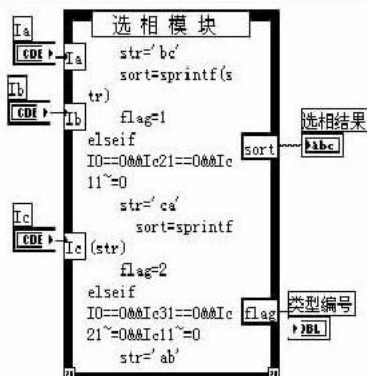 选相模块
Ia
CDE
Ia
str='bc'
sort=sprintf(s
tr)
Ib
CDE
Ib
flag=1
elseif
I0==0&&Ic21==0&&Ic
11~=0
选相结果
sort
abc
str='ca'
Ic
CDE
Ic
sort=sprintf
(str)
flag=2
elseif
I0==0&&Ic31==0&&Ic
21~=0&&Ic11~=0
类型编号
flag
DBL
str='ab'